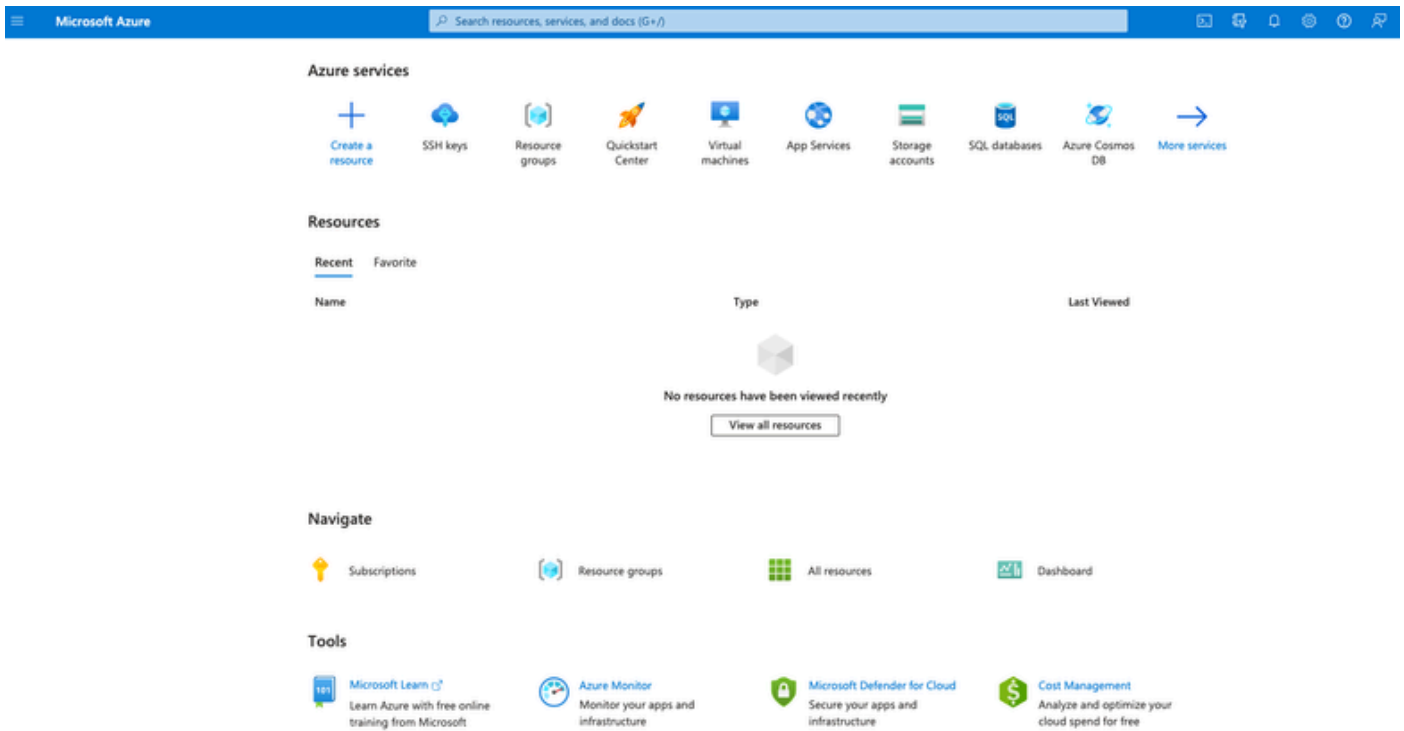 Microsoft Azure
Search resources, services, and docs (G+/)
Azure services
Create a
resource
SSH keys
Resource
groups
Quickstart
Center
Virtual
machines
App Services
Storage
accounts
SQL
SQL databases
Azure Cosmos
DB
More services
Resources
Recent
Favorite
Name
Type
Last Viewed
No resources have been viewed recently
View all resources
Navigate
Subscriptions
Resource groups
All resources
Dashboard
Tools
101
Microsoft Learn
Learn Azure with free online
training from Microsoft
Azure Monitor
Monitor your apps and
infrastructure
Microsoft Defender for Cloud
Secure your apps and
infrastructure
$
Cost Management
Analyze and optimize your
cloud spend for free